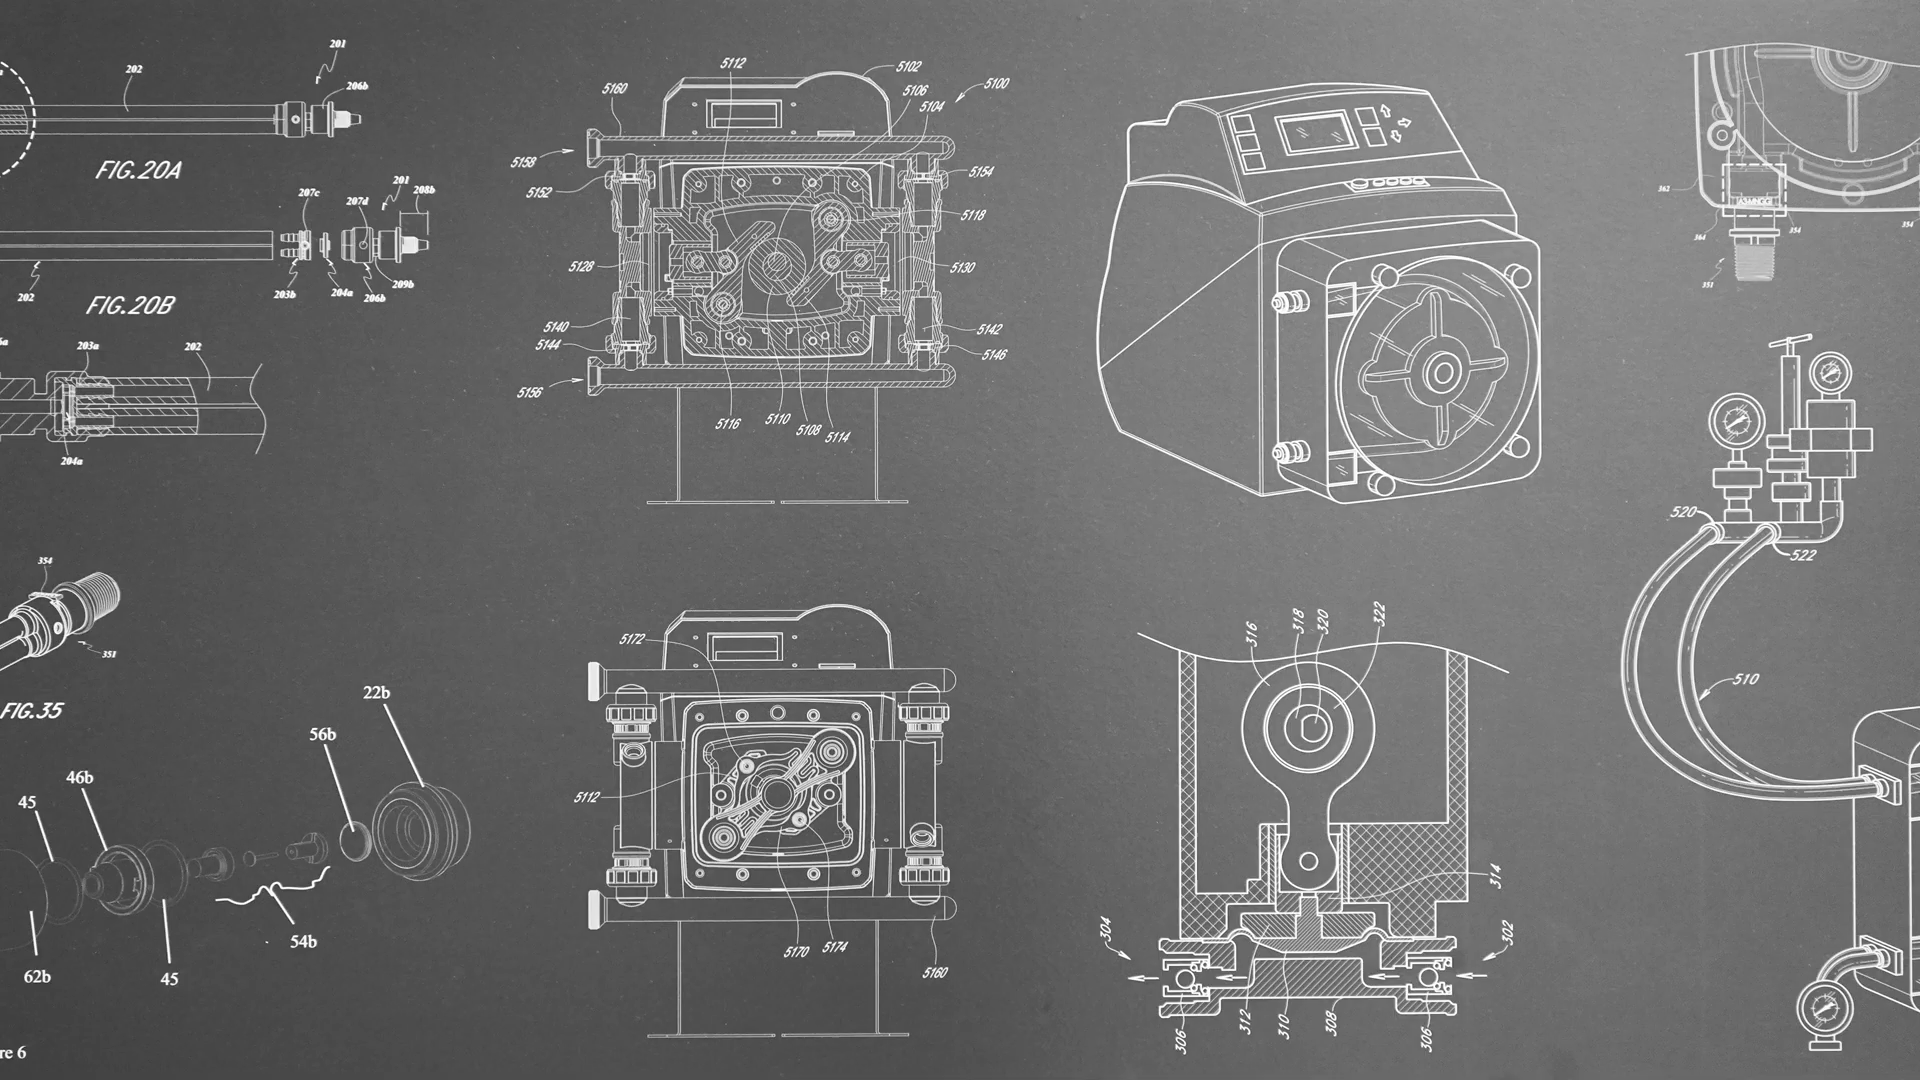 201
202
206b
FIG.20A
207c
207d
201
208b
202
203b
204a
206b
209b
FIG.20B
203a
202
204a
354
351
FIG.35
22b
56b
46b
45
54b
45
62b
re 6
5112
5102
5160
5106
5104
5100
5158
5152
5154
5118
5128
5130
5140
5144
5142
5146
5156
5116
5110
5108
5114
5172
5112
5170
5174
5160
316
318
320
322
314
304
302
306
312
310
308
306
362
364
354
354
351
520
522
510